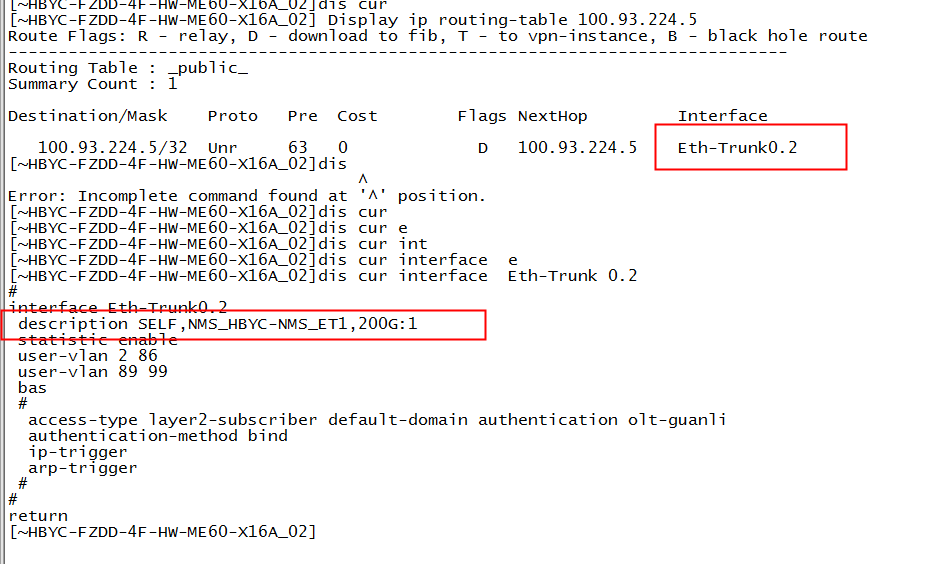 [~HBYC-FZDD-4F-HW-ME60-X16A_02]dis cur
[~HBYC-FZDD-4F-HW-ME60-X16A_02] Display ip routing-table 100.93.224.5
Route Flags: R - relay, D - download to fib, T - to vpn-instance, B - black hole route
------------------------------------------------------------------------------
Routing Table : _public_
Summary Count : 1
Destination/Mask    Proto   Pre  Cost           Flags NextHop         Interface
   100.93.224.5/32  Unr     63   0                D   100.93.224.5    Eth-Trunk0.2
[~HBYC-FZDD-4F-HW-ME60-X16A_02]dis
                                   ^
Error: Incomplete command found at '^' position.
[~HBYC-FZDD-4F-HW-ME60-X16A_02]dis cur
[~HBYC-FZDD-4F-HW-ME60-X16A_02]dis cur e
[~HBYC-FZDD-4F-HW-ME60-X16A_02]dis cur int
[~HBYC-FZDD-4F-HW-ME60-X16A_02]dis cur interface  e
[~HBYC-FZDD-4F-HW-ME60-X16A_02]dis cur interface  Eth-Trunk 0.2
#
interface Eth-Trunk0.2
 description SELF,NMS_HBYC-NMS_ET1,200G:1
 statistic enable
 user-vlan 2 86
 user-vlan 89 99
 bas
 #
  access-type layer2-subscriber default-domain authentication olt-guanli
  authentication-method bind
  ip-trigger
  arp-trigger
 #
#
return
[~HBYC-FZDD-4F-HW-ME60-X16A_02]